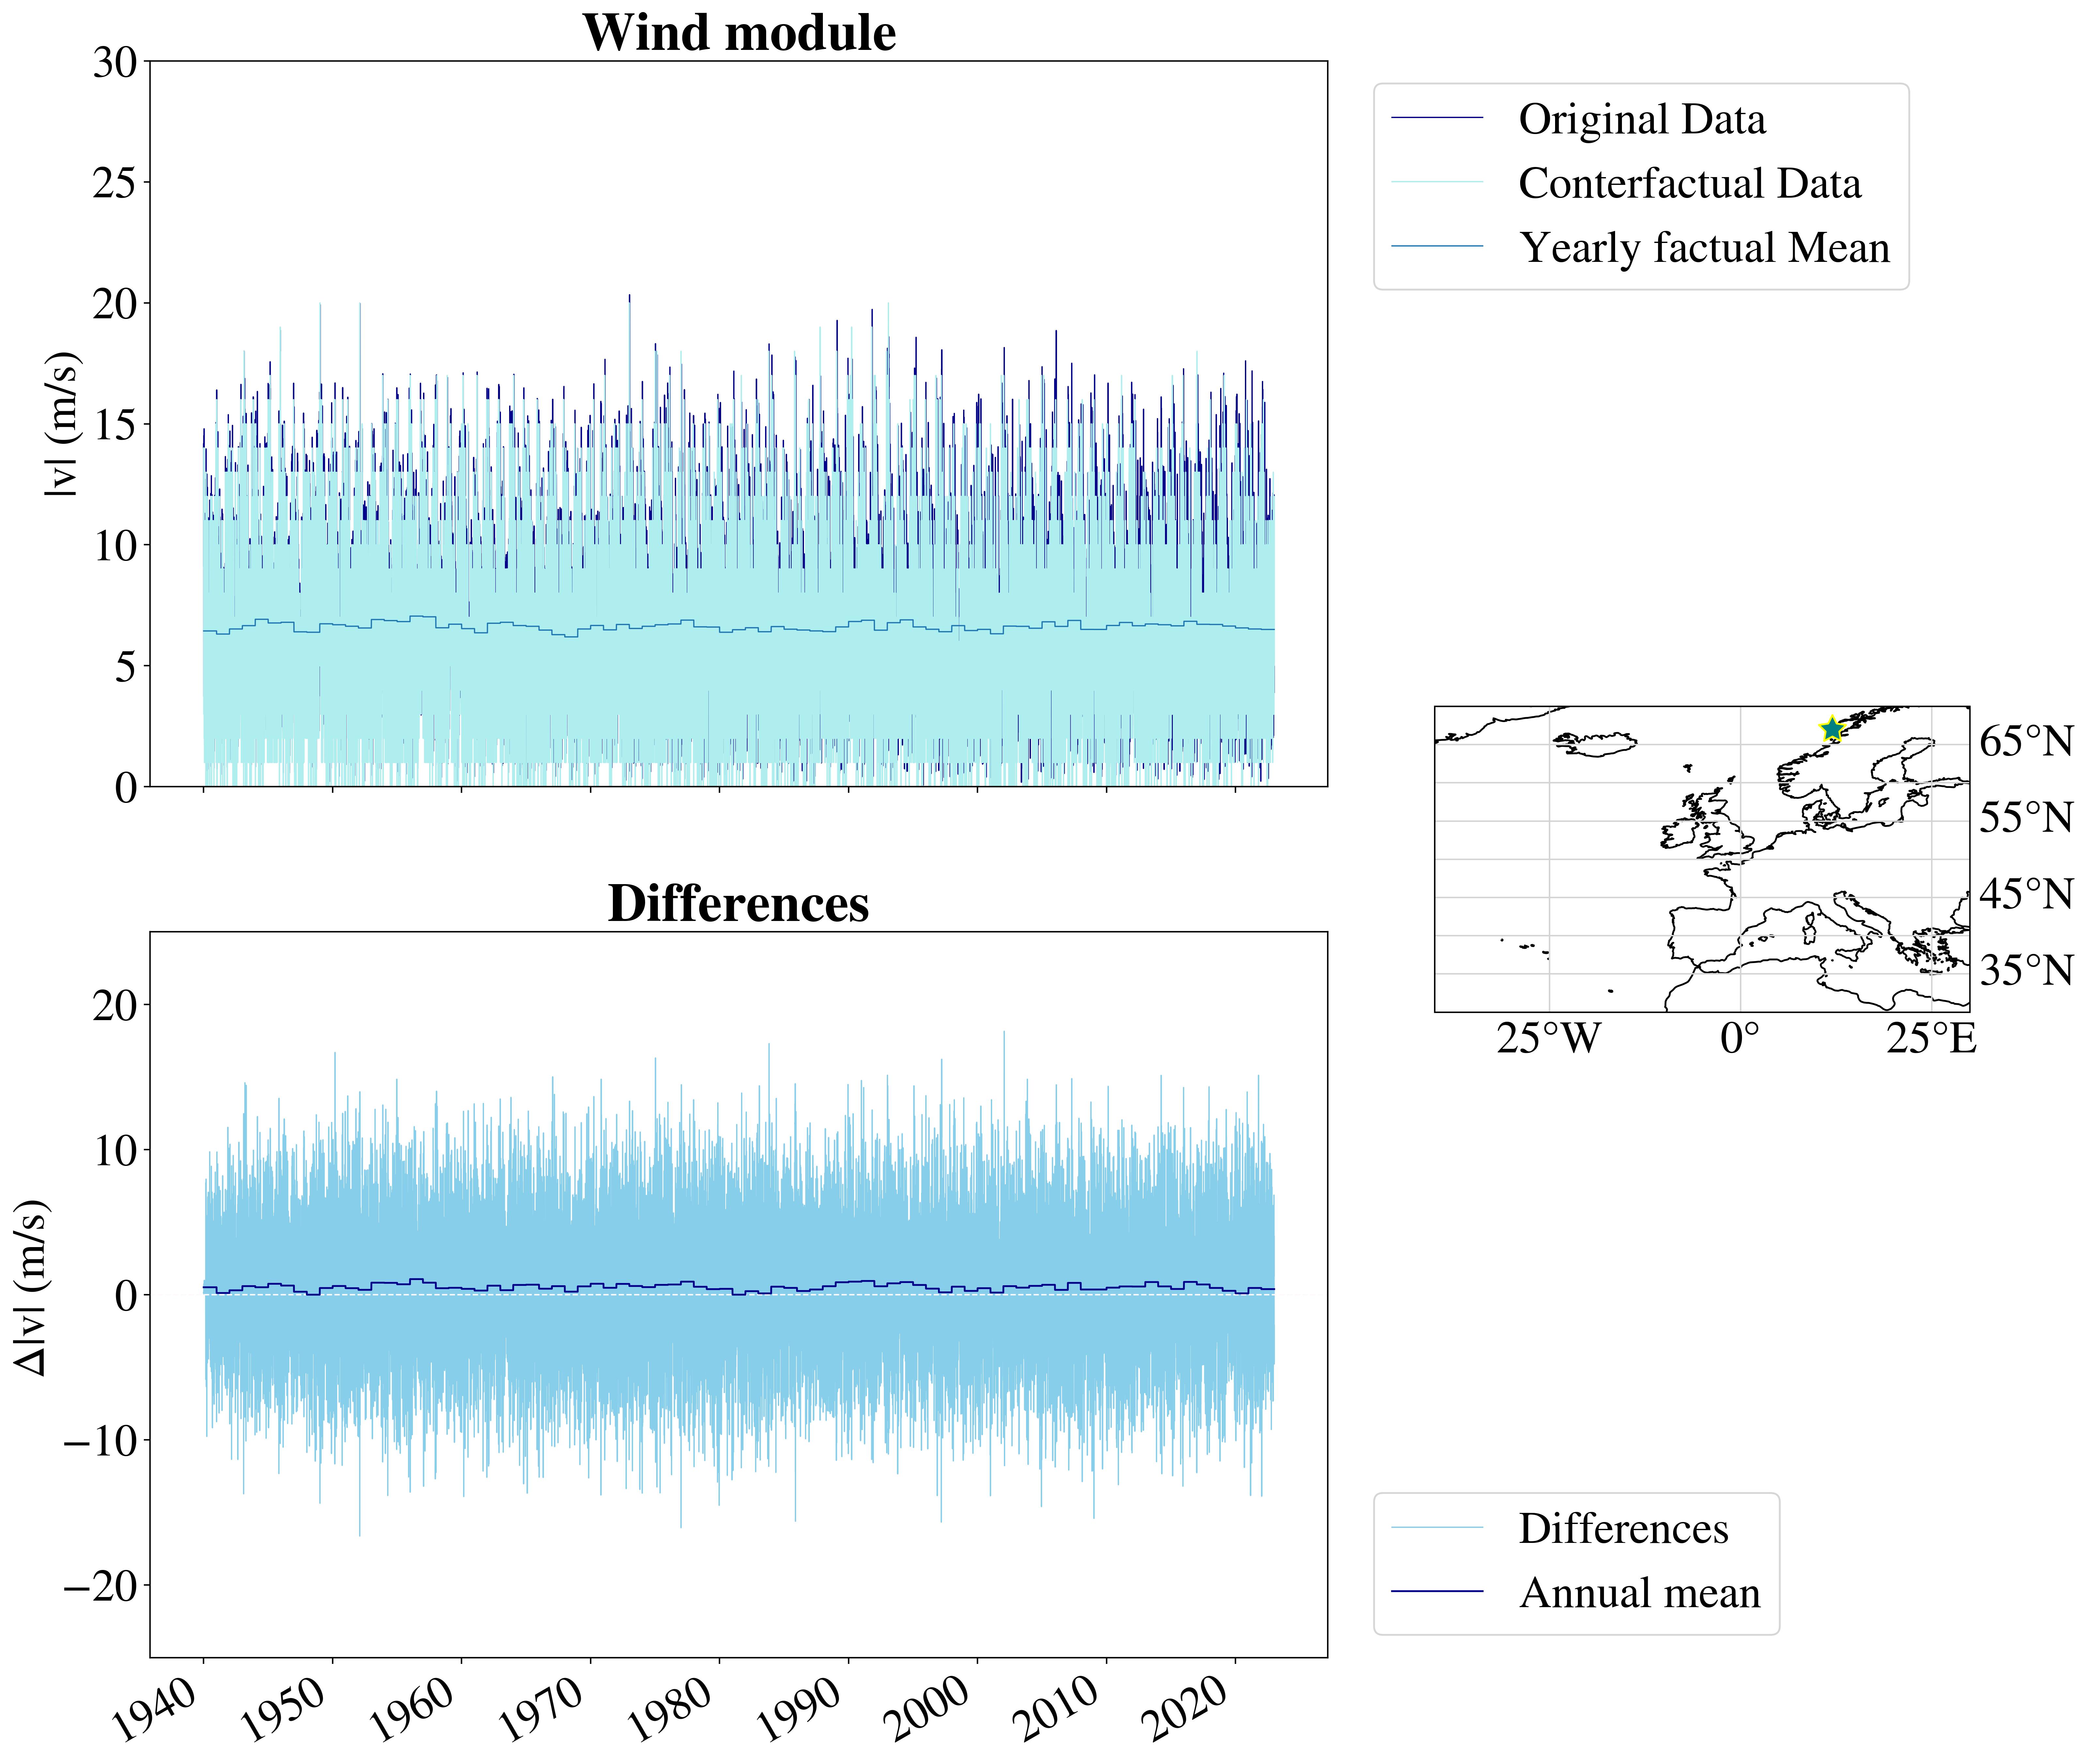 Wind module
30
25
20
15
10
5
0
|v| (m/s)
Original Data
Conterfactual Data
Yearly factual Mean
65°N
55°N
45°N
35°N
25°W 0° 25°E
Differences
20
10
0
−10
−20
Δ|v| (m/s)
1940 1950 1960 1970 1980 1990 2000 2010 2020
Differences
Annual mean